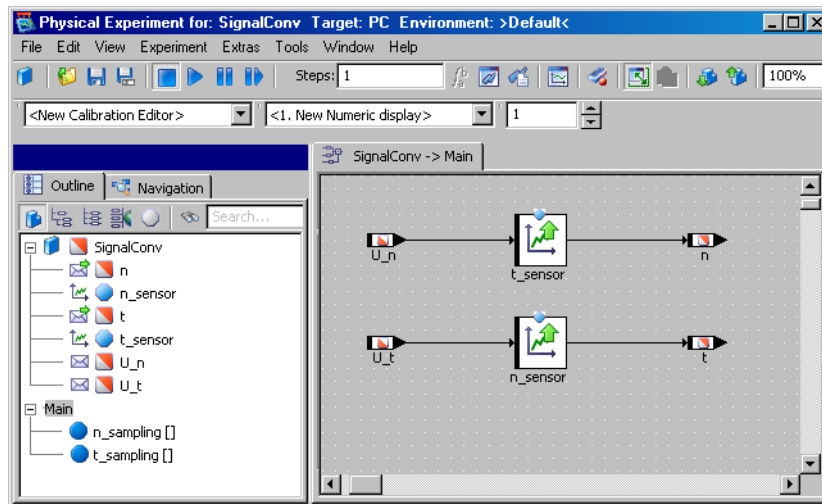 Physical Experiment for: SignalConv Target: PC Environment: >Default<
File Edit View Experiment Extras Tools Window Help
Steps: 1 100%
<New Calibration Editor> <1. New Numeric display> 1
SignalConv -> Main
Outline Navigation
Search...
SignalConv
n
n_sensor
t
t_sensor
U_n
U_t
Main
n_sampling []
t_sampling []
U_n
t_sensor
n
U_t
n_sensor
t